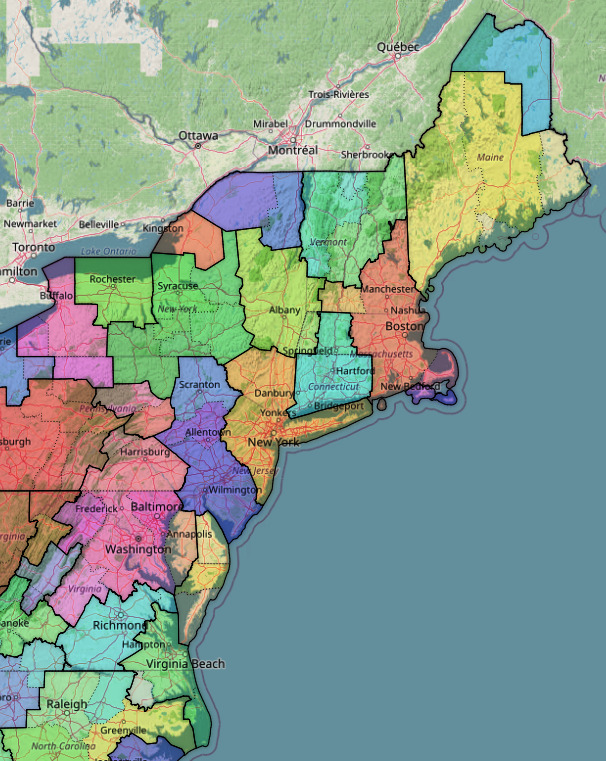 Québec
Trois-Rivières
Mirabel
Drummondville
Ottawa
Montréal
Sherbrooke
Maine
Barrie
Newmarket
Belleville
Kingston
Toronto
Lake Ontario
Vermont
amilton
Rochester
Buffalo
Syracuse
Manchester
New York
Albany
Nashua
Boston
rie
Springfield
Massachusetts
Hartford
Scranton
Connecticut
New Bedford
Danbury
Pennsylvania
Yonkers
Bridgeport
Allentown
sburgh
New York
Harrisburg
New Jersey
Wilmington
Frederick
Baltimore
Annapolis
rginia
Washington
Virginia
anoke
Richmond
Hampton
Virginia Beach
oro
Raleigh
Greenville
North Carolina